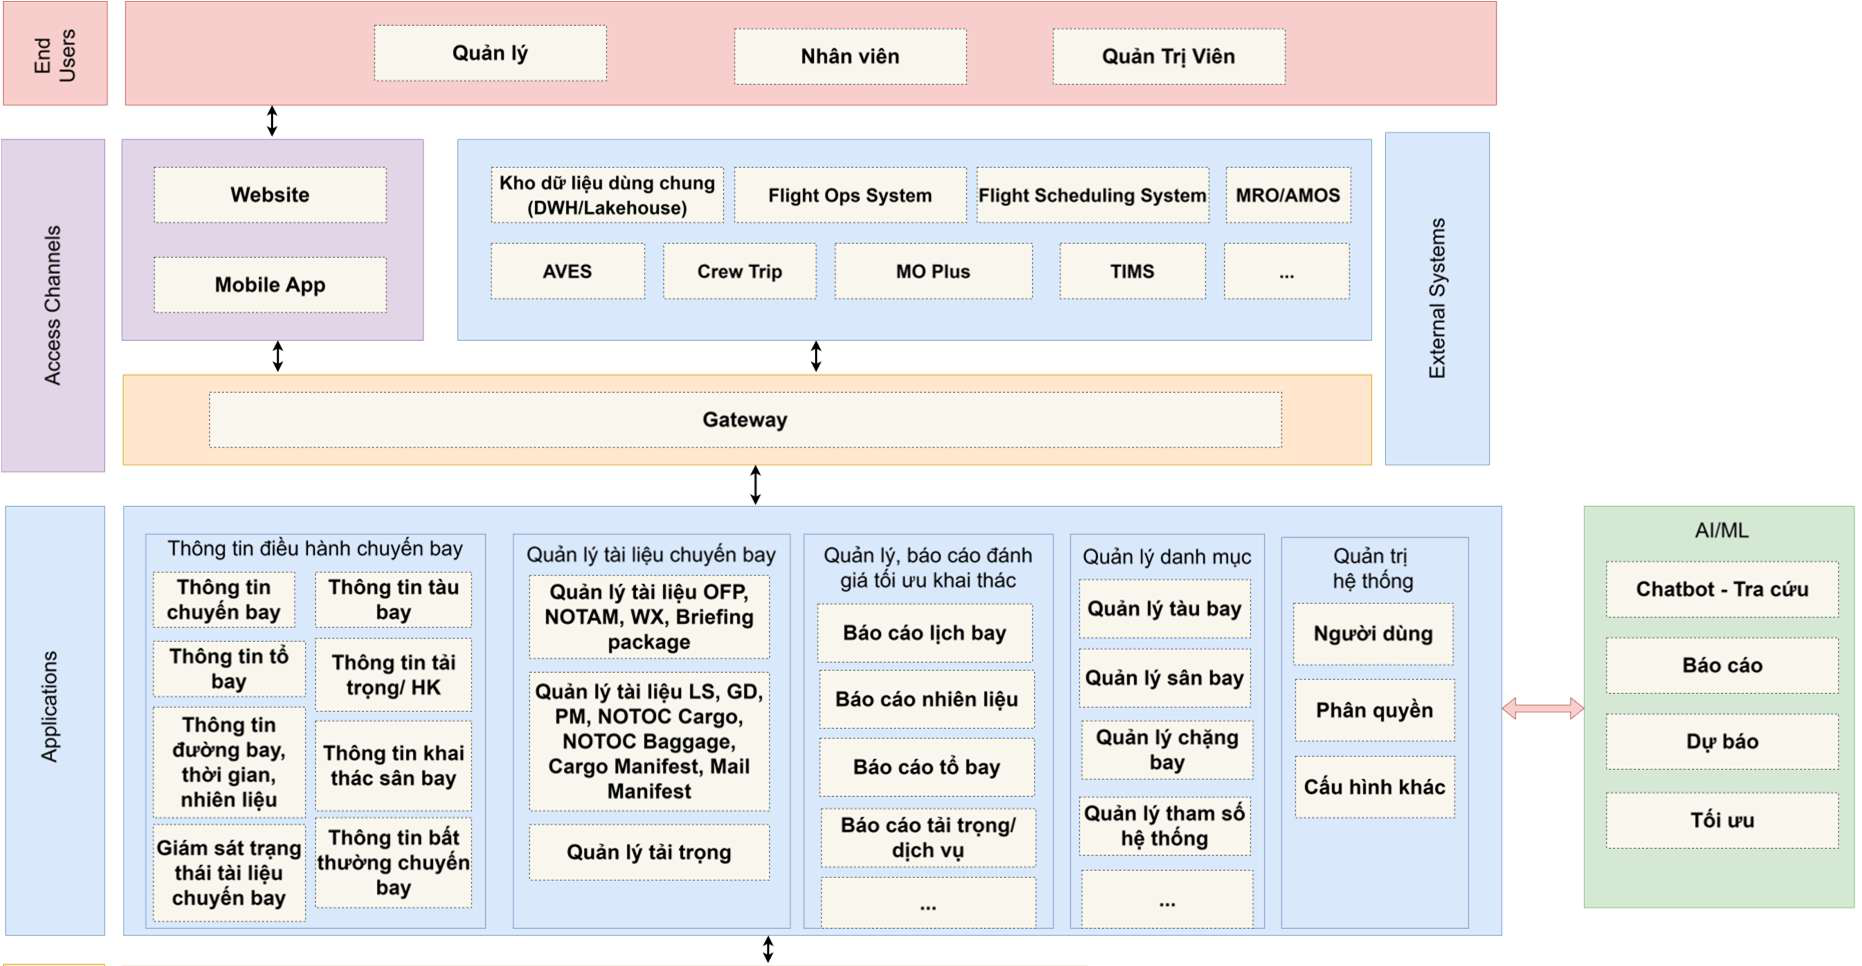 End
Users
Quản lý
Nhân viên
Quản Trị Viên
Access Channels
Website
Mobile App
Kho dữ liệu dùng chung
(DWH/Lakehouse)
Flight Ops System
Flight Scheduling System
MRO/AMOS
AVES
Crew Trip
MO Plus
TIMS
...
External Systems
Gateway
Applications
Thông tin điều hành chuyến bay
Thông tin
chuyến bay
Thông tin tàu
bay
Thông tin tổ
bay
Thông tin tải
trọng/ HK
Thông tin
đường bay,
thời gian,
nhiên liệu
Thông tin khai
thác sân bay
Giám sát trạng
thái tài liệu
chuyến bay
Thông tin bất
thường chuyến
bay
Quản lý tài liệu chuyến bay
Quản lý tài liệu OFP,
NOTAM, WX, Briefing
package
Quản lý tài liệu LS, GD,
PM, NOTOC Cargo,
NOTOC Baggage,
Cargo Manifest, Mail
Manifest
Quản lý tải trọng
Quản lý, báo cáo đánh
giá tối ưu khai thác
Báo cáo lịch bay
Báo cáo nhiên liệu
Báo cáo tổ bay
Báo cáo tải trọng/
dịch vụ
...
Quản lý danh mục
Quản lý tàu bay
Quản lý sân bay
Quản lý chặng
bay
Quản lý tham số
hệ thống
...
Quản trị
hệ thống
Người dùng
Phân quyền
Cấu hình khác
AI/ML
Chatbot - Tra cứu
Báo cáo
Dự báo
Tối ưu